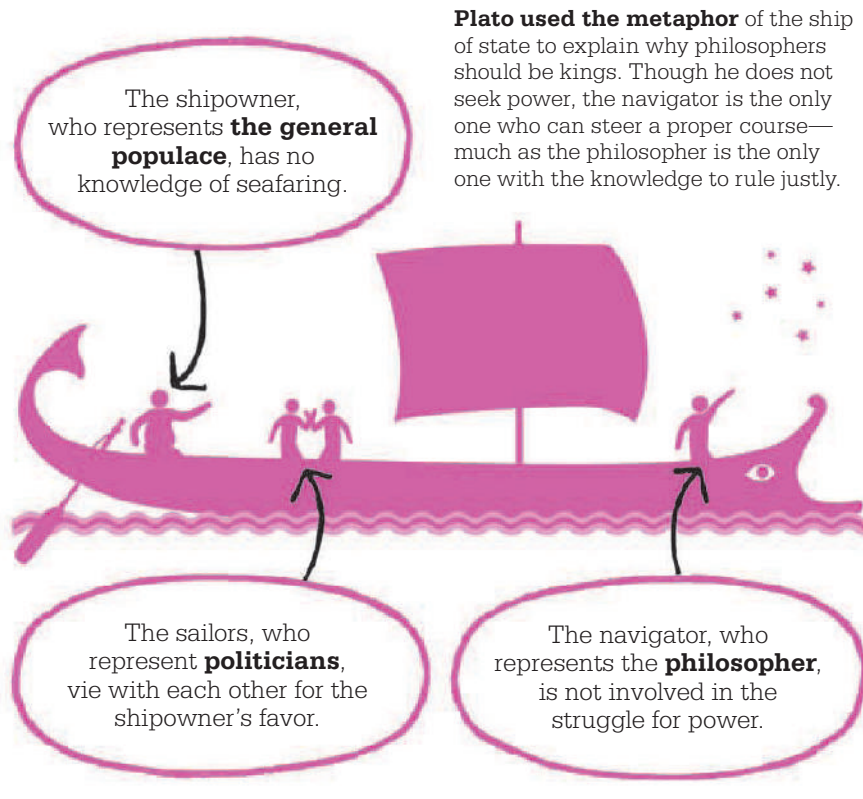 Plato used the metaphor of the ship
of state to explain why philosophers
should be kings. Though he does not
seek power, the navigator is the only
one who can steer a proper course—
much as the philosopher is the only
one with the knowledge to rule justly.
The shipowner,
who represents the general
populace, has no
knowledge of seafaring.
The sailors, who
represent politicians,
vie with each other for the
shipowner’s favor.
The navigator, who
represents the philosopher,
is not involved in the
struggle for power.